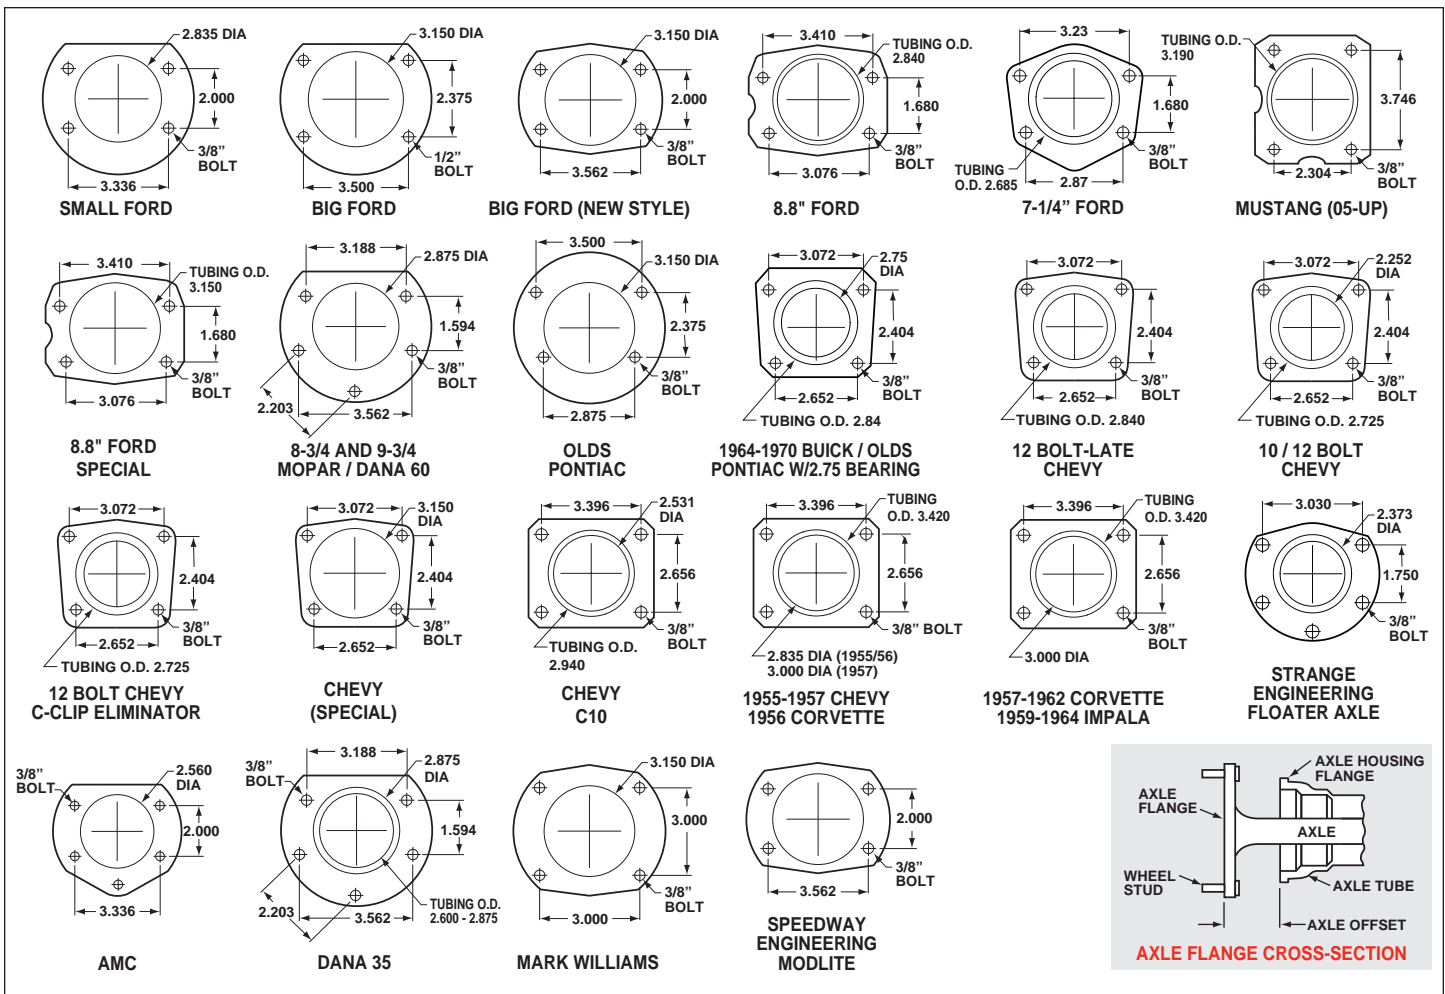 2.835 DIA
2.000
3/8”
BOLT
3.336
SMALL FORD
3.150 DIA
2.375
1/2”
BOLT
3.500
BIG FORD
3.150 DIA
2.000
3/8”
BOLT
3.562
BIG FORD (NEW STYLE)
3.410
TUBING O.D.
2.840
1.680
3/8”
BOLT
3.076
8.8" FORD
3.23
1.680
3/8”
BOLT
TUBING
O.D. 2.685
2.87
7-1/4” FORD
TUBING O.D.
3.190
3.746
2.304
3/8”
BOLT
MUSTANG (05-UP)
3.410
TUBING O.D.
3.150
1.680
3/8”
BOLT
3.076
8.8" FORD
SPECIAL
3.188
2.875 DIA
1.594
3/8”
BOLT
2.203
3.562
8-3/4 AND 9-3/4
MOPAR / DANA 60
3.500
3.150 DIA
2.375
3/8”
BOLT
2.875
OLDS
PONTIAC
3.072
2.75
DIA
2.404
3/8”
BOLT
2.652
TUBING O.D. 2.84
1964-1970 BUICK / OLDS
PONTIAC W/2.75 BEARING
3.072
2.404
3/8”
BOLT
2.652
TUBING O.D. 2.840
12 BOLT-LATE
CHEVY
3.072
2.252
DIA
2.404
3/8”
BOLT
2.652
TUBING O.D. 2.725
10 / 12 BOLT
CHEVY
3.072
2.404
3/8”
BOLT
2.652
TUBING O.D. 2.725
12 BOLT CHEVY
C-CLIP ELIMINATOR
3.072
3.150
DIA
2.404
3/8”
BOLT
2.652
CHEVY
(SPECIAL)
3.396
2.531
DIA
2.656
3/8”
BOLT
TUBING O.D.
2.940
CHEVY
C10
3.396
TUBING
O.D. 3.420
2.656
3/8” BOLT
2.835 DIA (1955/56)
3.000 DIA (1957)
1955-1957 CHEVY
1956 CORVETTE
3.396
TUBING
O.D. 3.420
2.656
3/8”
BOLT
3.000 DIA
1957-1962 CORVETTE
1959-1964 IMPALA
3.030
2.373
DIA
1.750
3/8”
BOLT
STRANGE
ENGINEERING
FLOATER AXLE
3/8”
BOLT
2.560
DIA
2.000
3.336
AMC
3/8”
BOLT
3.188
2.875
DIA
1.594
2.203
3.562
TUBING O.D.
2.600 - 2.875
DANA 35
3.150 DIA
3.000
3/8”
BOLT
3.000
MARK WILLIAMS
2.000
3/8”
BOLT
3.562
SPEEDWAY
ENGINEERING
MODLITE
AXLE HOUSING
FLANGE
AXLE
FLANGE
AXLE
WHEEL
STUD
AXLE TUBE
AXLE OFFSET
AXLE FLANGE CROSS-SECTION